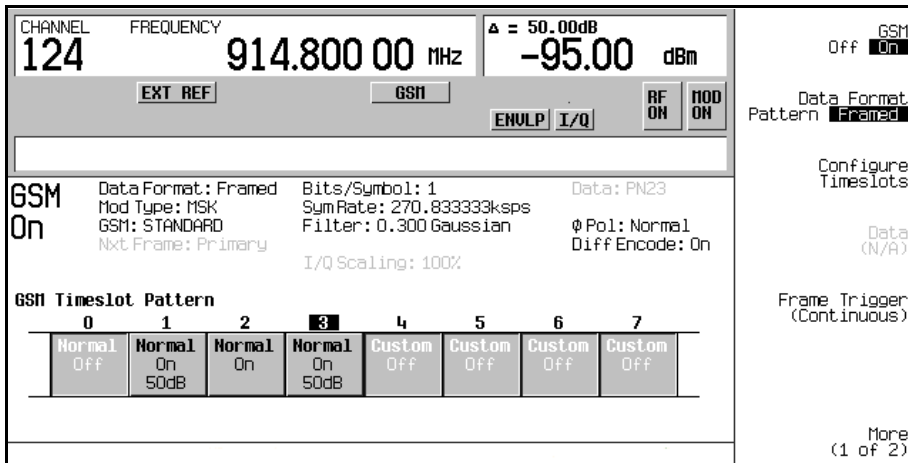 CHANNEL FREQUENCY Δ = 50.00dB
124 914.800 00 MHz -95.00 dBm
EXT REF GSM RF ON MOD ON
ENVLP I/Q
GSM On
Data Format: Framed Bits/Symbol: 1 Data: PN23
Mod Type: MSK Sym Rate: 270.833333ksps
GSM: STANDARD Filter: 0.300 Gaussian Φ Pol: Normal
Nxt Frame: Primary Diff Encode: On
I/Q Scaling: 100%
GSM Timeslot Pattern
0 1 2 3 4 5 6 7
Normal Normal Normal Normal Custom Custom Custom Custom
Off On On On Off Off Off Off
50dB 50dB
GSM
Off On
Data Format
Pattern Framed
Configure
Timeslots
Data
(N/A)
Frame Trigger
(Continuous)
More
(1 of 2)